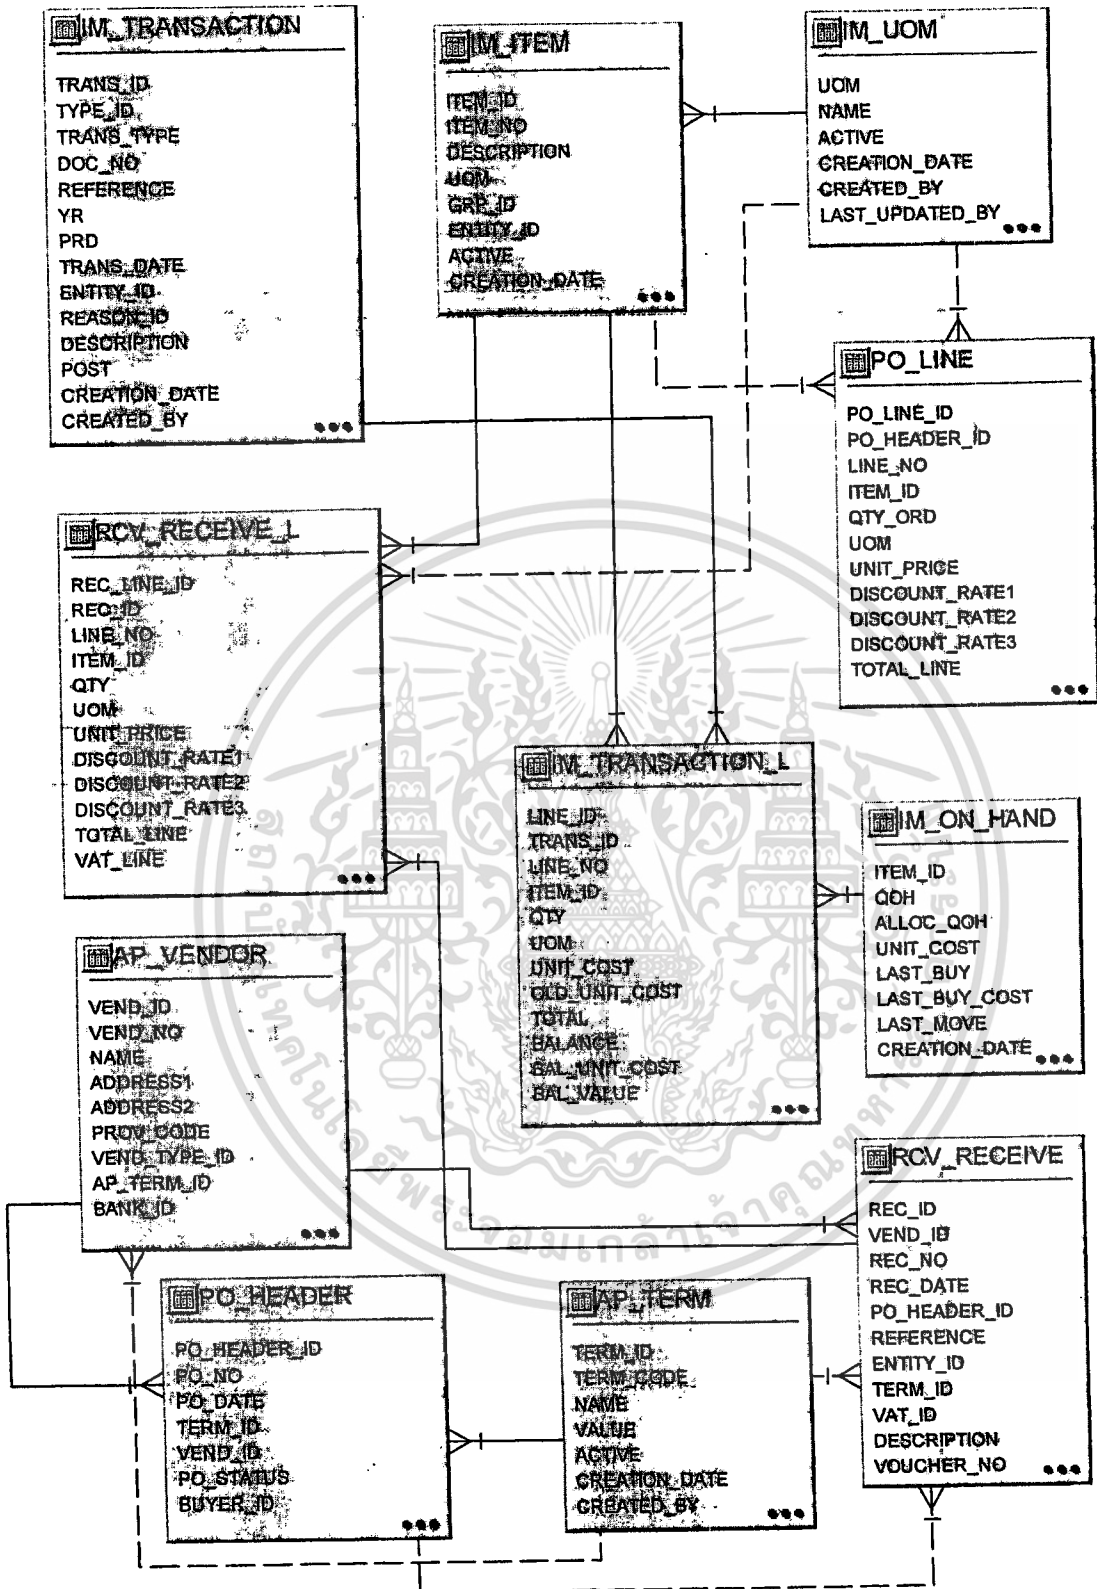 IM_TRANSACTION
TRANS_ID
TYPE_ID
TRANS_TYPE
DOC_NO
REFERENCE
YR
PRD
TRANS_DATE
ENTITY_ID
REASON_ID
DESCRIPTION
POST
CREATION_DATE
CREATED_BY
IM_ITEM
ITEM_ID
ITEM_NO
DESCRIPTION
UOM
GRP_ID
ENTITY_ID
ACTIVE
CREATION_DATE
IM_UOM
UOM
NAME
ACTIVE
CREATION_DATE
CREATED_BY
LAST_UPDATED_BY
PO_LINE
PO_LINE_ID
PO_HEADER_ID
LINE_NO
ITEM_ID
QTY_ORD
UOM
UNIT_PRICE
DISCOUNT_RATE1
DISCOUNT_RATE2
DISCOUNT_RATE3
TOTAL_LINE
RCV_RECEIVE_L
REC_LINE_ID
REC_ID
LINE_NO
ITEM_ID
QTY
UOM
UNIT_PRICE
DISCOUNT_RATE1
DISCOUNT_RATE2
DISCOUNT_RATE3
TOTAL_LINE
VAT_LINE
IM_TRANSACTION_L
LINE_ID
TRANS_ID
LINE_NO
ITEM_ID
QTY
UOM
UNIT_COST
OLD_UNIT_COST
TOTAL
BALANCE
BAL_UNIT_COST
BAL_VALUE
IM_ON_HAND
ITEM_ID
QOH
ALLOC_QOH
UNIT_COST
LAST_BUY
LAST_BUY_COST
LAST_MOVE
CREATION_DATE
AP_VENDOR
VEND_ID
VEND_NO
NAME
ADDRESS1
ADDRESS2
PROV_CODE
VEND_TYPE_ID
AP_TERM_ID
BANK_ID
RCV_RECEIVE
REC_ID
VEND_ID
REC_NO
REC_DATE
PO_HEADER_ID
REFERENCE
ENTITY_ID
TERM_ID
VAT_ID
DESCRIPTION
VOUCHER_NO
PO_HEADER
PO_HEADER_ID
PO_NO
PO_DATE
TERM_ID
VEND_ID
PO_STATUS
BUYER_ID
AP_TERM
TERM_ID
TERM_CODE
NAME
VALUE
ACTIVE
CREATION_DATE
CREATED_BY